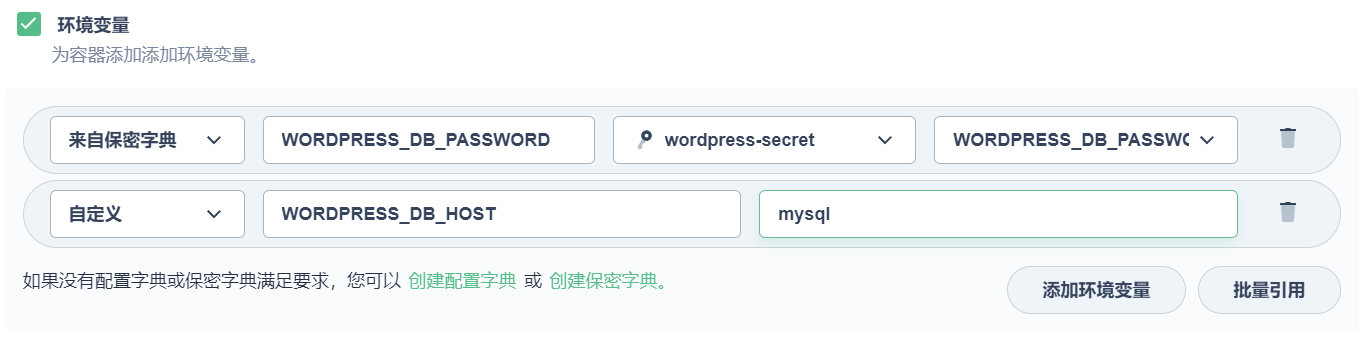 环境变量
为容器添加添加环境变量。
来自保密字典 WORDPRESS_DB_PASSWORD wordpress-secret WORDPRESS_DB_PASSWC
自定义 WORDPRESS_DB_HOST mysql
如果没有配置字典或保密字典满足要求，您可以 创建配置字典 或 创建保密字典。 添加环境变量 批量引用